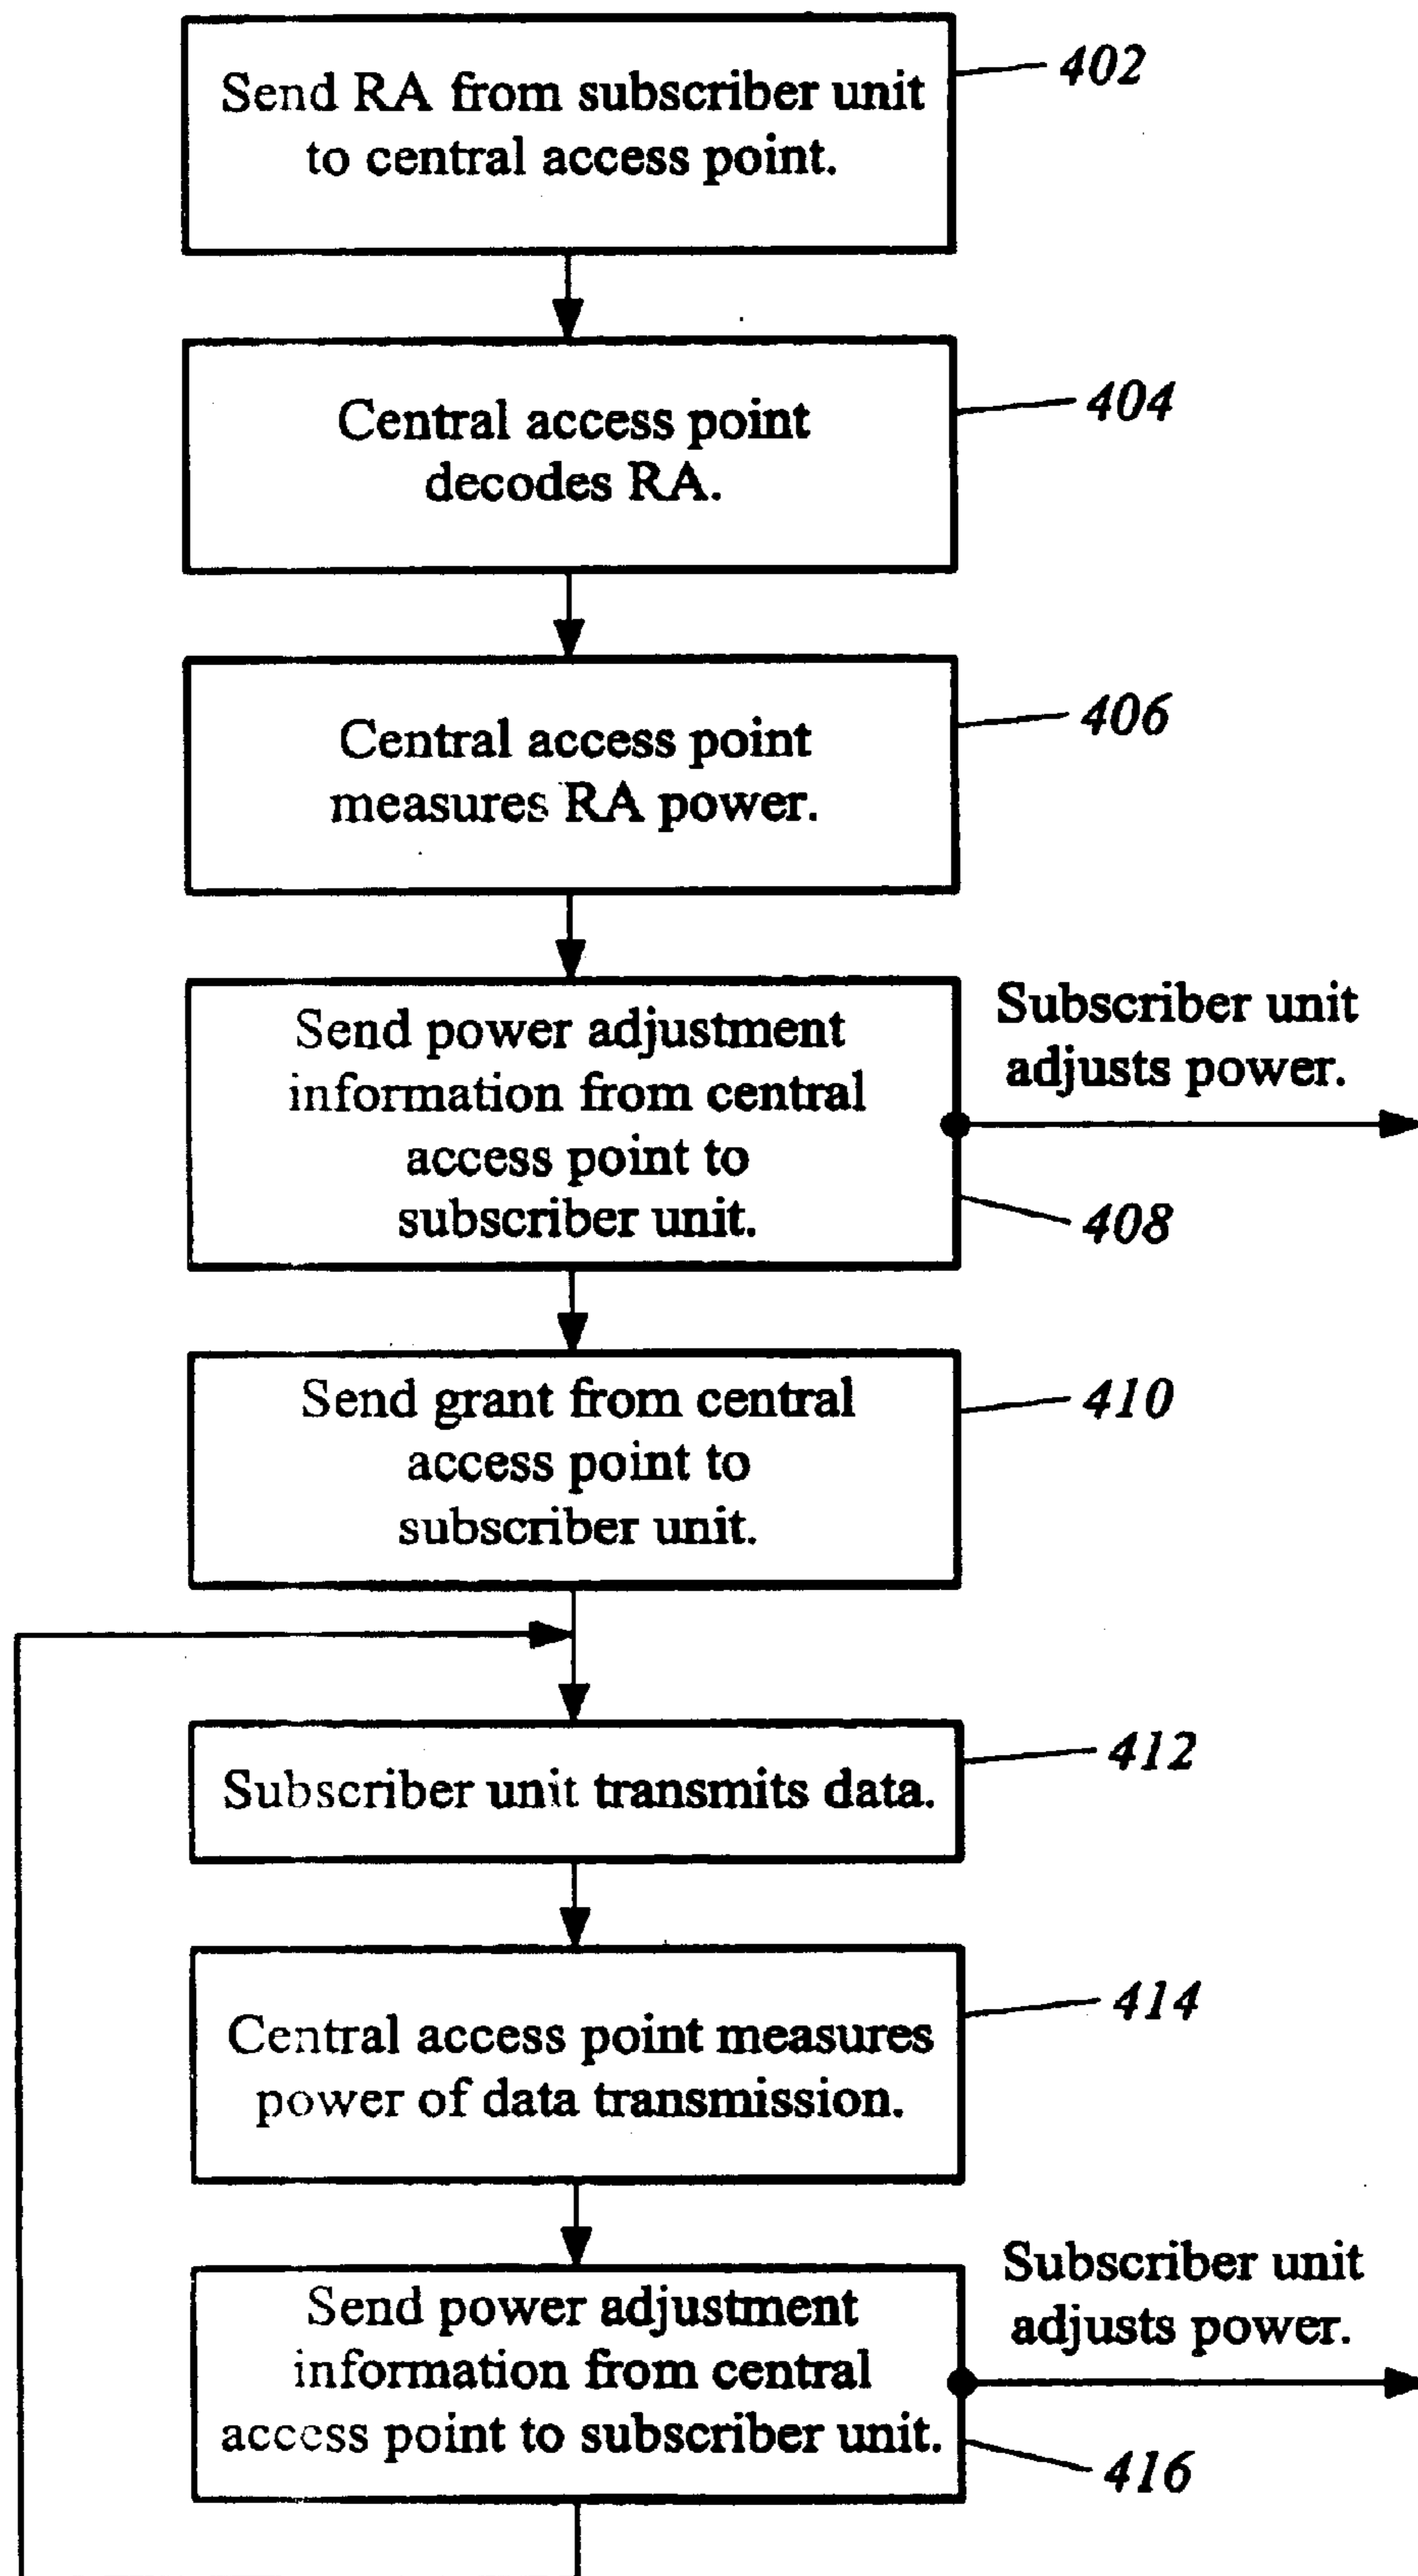 Send RA from subscriber unit
to central access point.
402
Central access point
decodes RA.
404
Central access point
measures RA power.
406
Send power adjustment
information from central
access point to
subscriber unit.
Subscriber unit
adjusts power.
408
Send grant from central
access point to
subscriber unit.
410
Subscriber unit transmits data.
412
Central access point measures
power of data transmission.
414
Send power adjustment
information from central
access point to subscriber unit.
Subscriber unit
adjusts power.
416